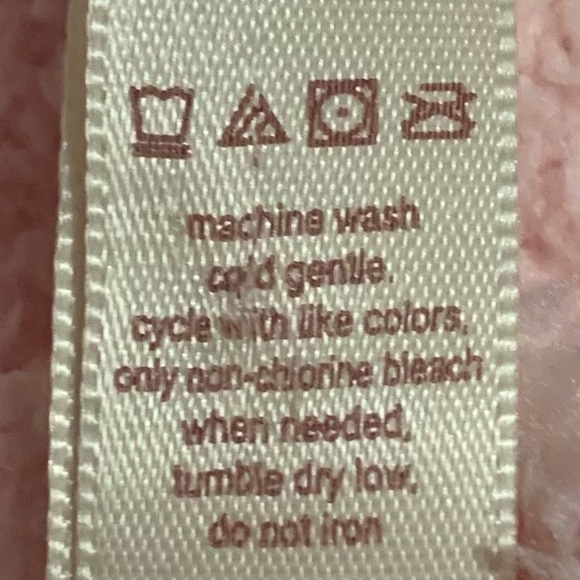 machine wash
cold gentle.
cycle with like colors.
only non-chlorine bleach
when needed,
tumble dry low.
do not iron